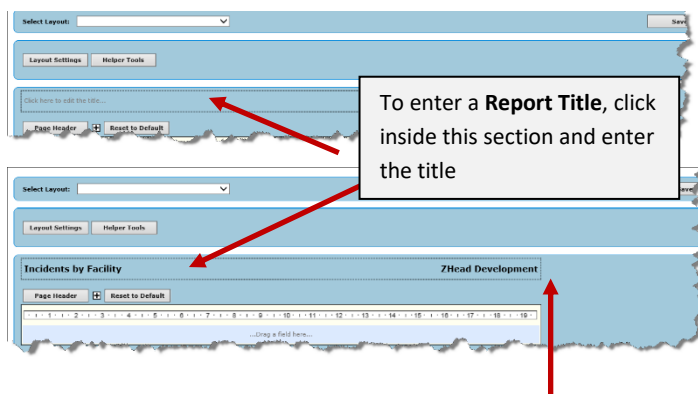 Select Layout:
Save
Layout Settings Helper Tools
Click here to edit the title...
Page Header Reset to Default
To enter a Report Title, click
inside this section and enter
the title
Select Layout:
Save
Layout Settings Helper Tools
Incidents by Facility ZHead Development
Page Header Reset to Default
1 2 3 4 5 6 7 8 9 10 11 12 13 14 15 16 17 18 19
...Drag a field here...